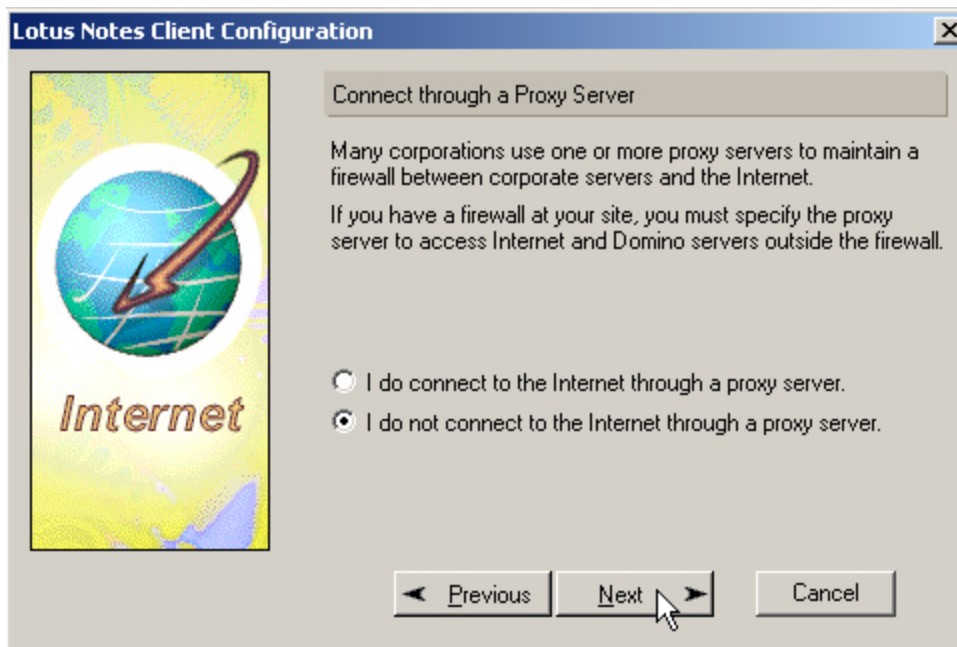 Lotus Notes Client Configuration
Connect through a Proxy Server
Many corporations use one or more proxy servers to maintain a
firewall between corporate servers and the Internet.
If you have a firewall at your site, you must specify the proxy
server to access Internet and Domino servers outside the firewall.
Internet
I do connect to the Internet through a proxy server.
I do not connect to the Internet through a proxy server.
Previous Next Cancel